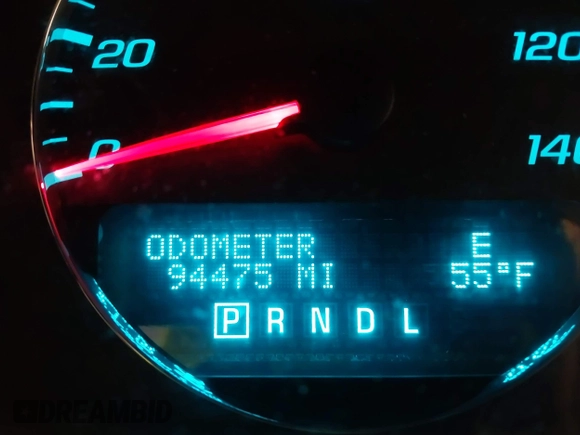 20
120
0
140
ODOMETER E
94475 MI 55°F
P R N D L
DREAMBID